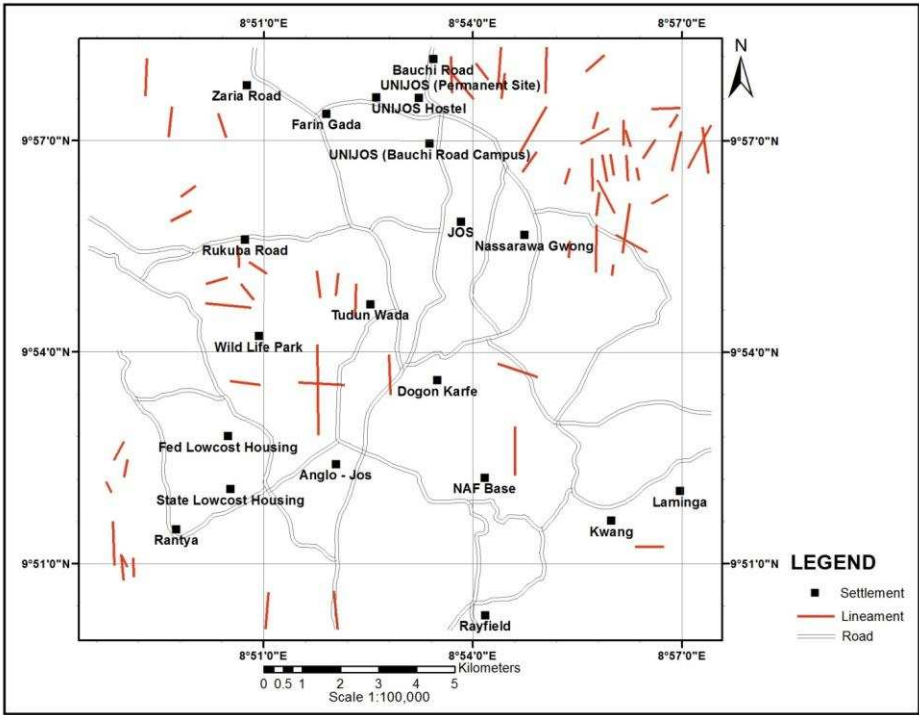 8°51'0"E 8°54'0"E 8°57'0"E
N
Bauchi Road
UNIJOS (Permanent Site)
Zaria Road
UNIJOS Hostel
Farin Gada
9°57'0"N 9°57'0"N
UNIJOS (Bauchi Road Campus)
JOS
Nassarawa Gwong
Rukuba Road
Tudun Wada
Wild Life Park
9°54'0"N 9°54'0"N
Dogon Karfe
Fed Lowcost Housing
Anglo - Jos
NAF Base
State Lowcost Housing
Laminga
Kwang
Rantya
9°51'0"N 9°51'0"N
LEGEND
Settlement
Lineament
Road
Rayfield
8°51'0"E 8°54'0"E 8°57'0"E
Kilometers
0 0.5 1 2 3 4 5
Scale 1:100,000